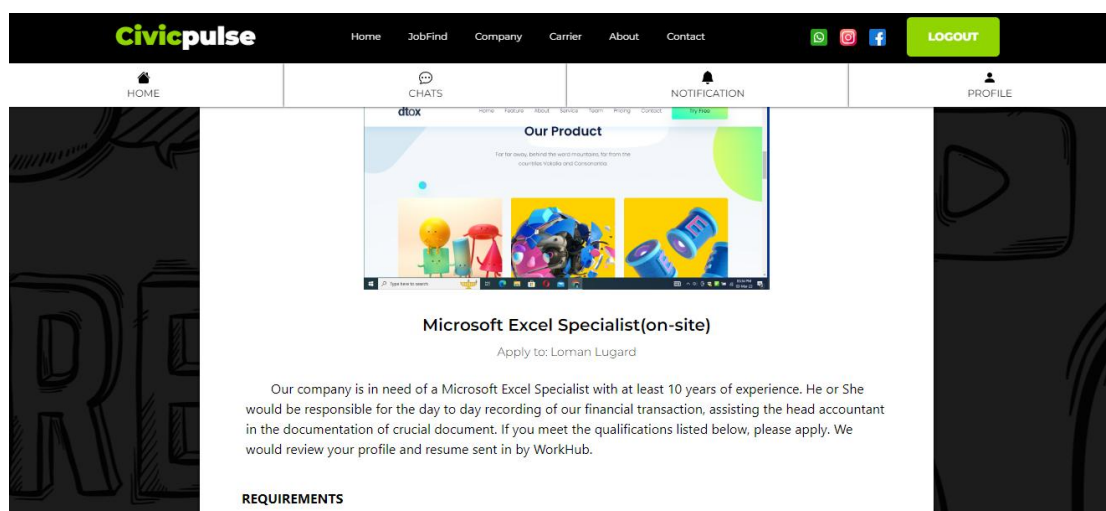 Civicpulse
Home JobFind Company Carrier About Contact
LOGOUT
HOME CHATS NOTIFICATION PROFILE
dtox Home Feature About Service Team Pricing Contact Try Free
Our Product
Far far away, behind the word mountains, far from the
countries Vokalia and Consonantia
Type here to search
Microsoft Excel Specialist(on-site)
Apply to: Loman Lugard
Our company is in need of a Microsoft Excel Specialist with at least 10 years of experience. He or She
would be responsible for the day to day recording of our financial transaction, assisting the head accountant
in the documentation of crucial document. If you meet the qualifications listed below, please apply. We
would review your profile and resume sent in by WorkHub.
REQUIREMENTS